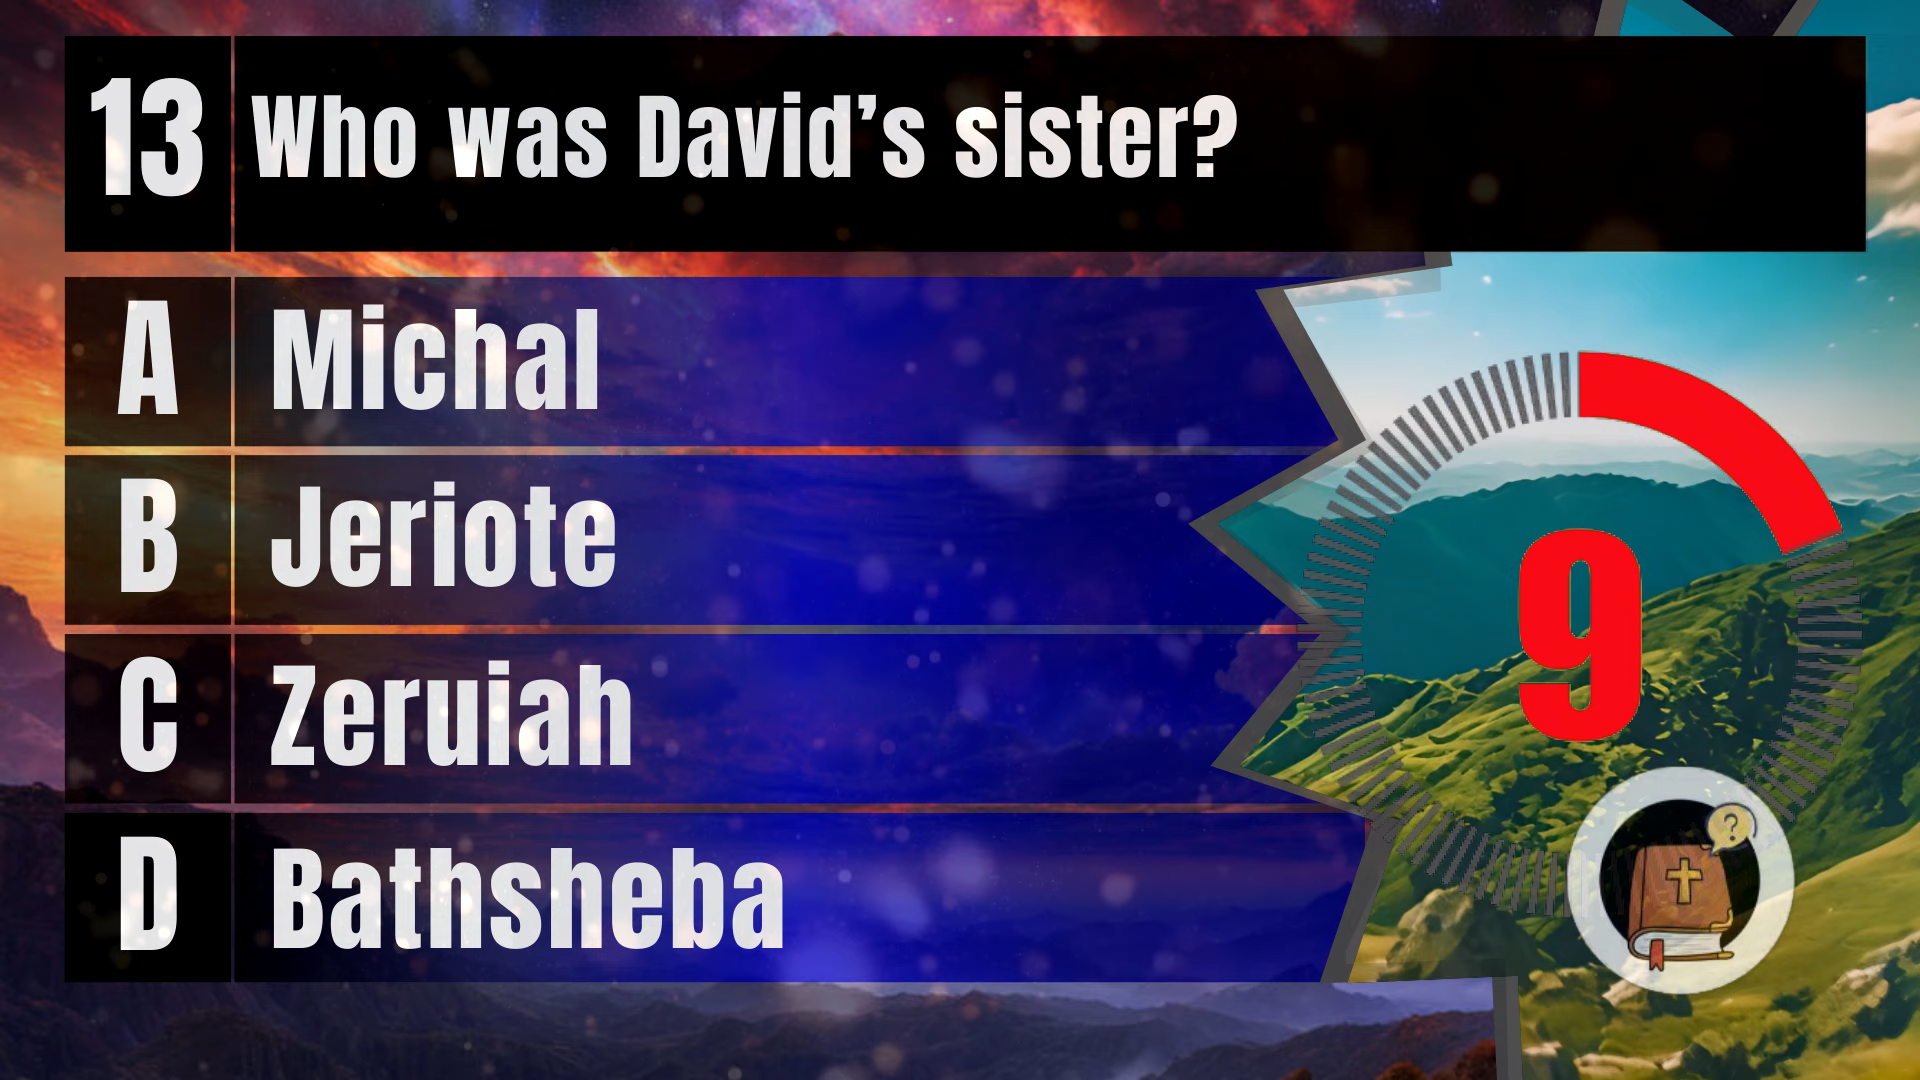 13 Who was David’s sister?
A Michal
B Jeriote
C Zeruiah
D Bathsheba
9
?